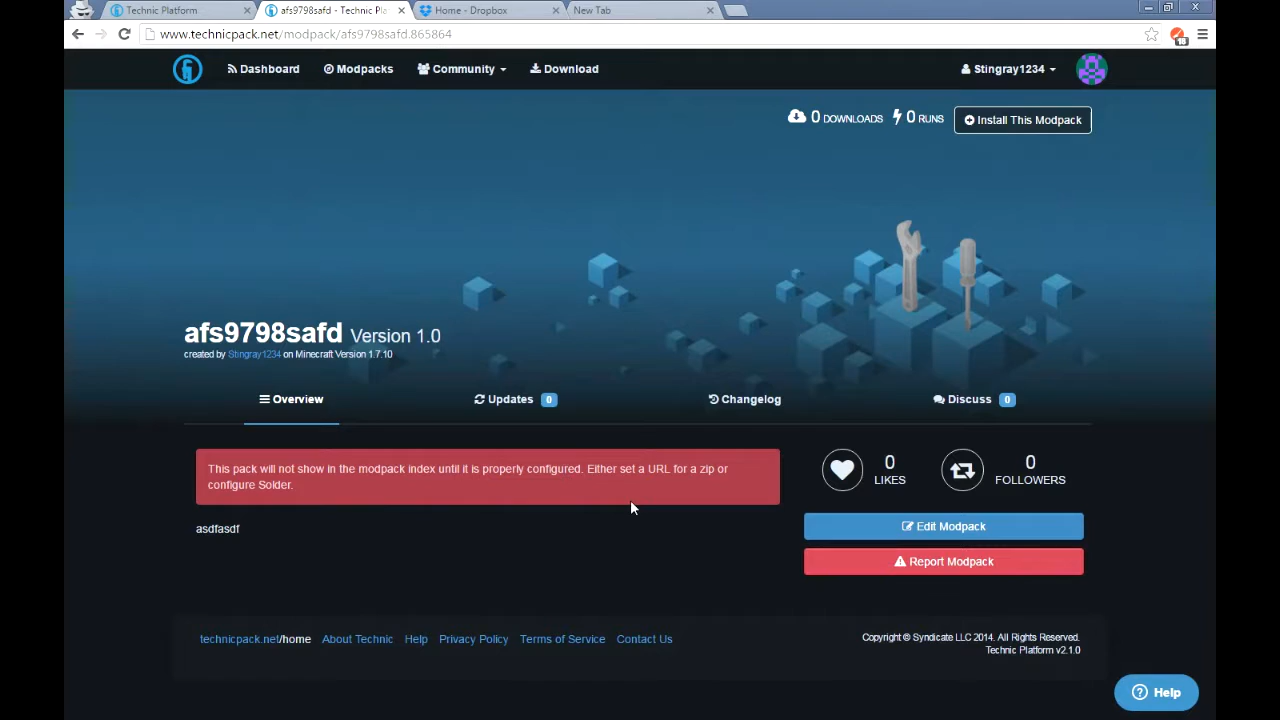 Technic Platform
afs9798safd - Technic Pla
Home - Dropbox
New Tab
www.technicpack.net/modpack/afs9798safd.865864
18
Dashboard
Modpacks
Community
Download
Stingray1234
0 DOWNLOADS
0 RUNS
Install This Modpack
afs9798safd Version 1.0
created by Stingray1234 on Minecraft Version 1.7.10
Overview
Updates 0
Changelog
Discuss 0
This pack will not show in the modpack index until it is properly configured. Either set a URL for a zip or
configure Solder.
asdfasdf
0
LIKES
0
FOLLOWERS
Edit Modpack
Report Modpack
technicpack.net/home
About Technic
Help
Privacy Policy
Terms of Service
Contact Us
Copyright © Syndicate LLC 2014. All Rights Reserved.
Technic Platform v2.1.0
Help